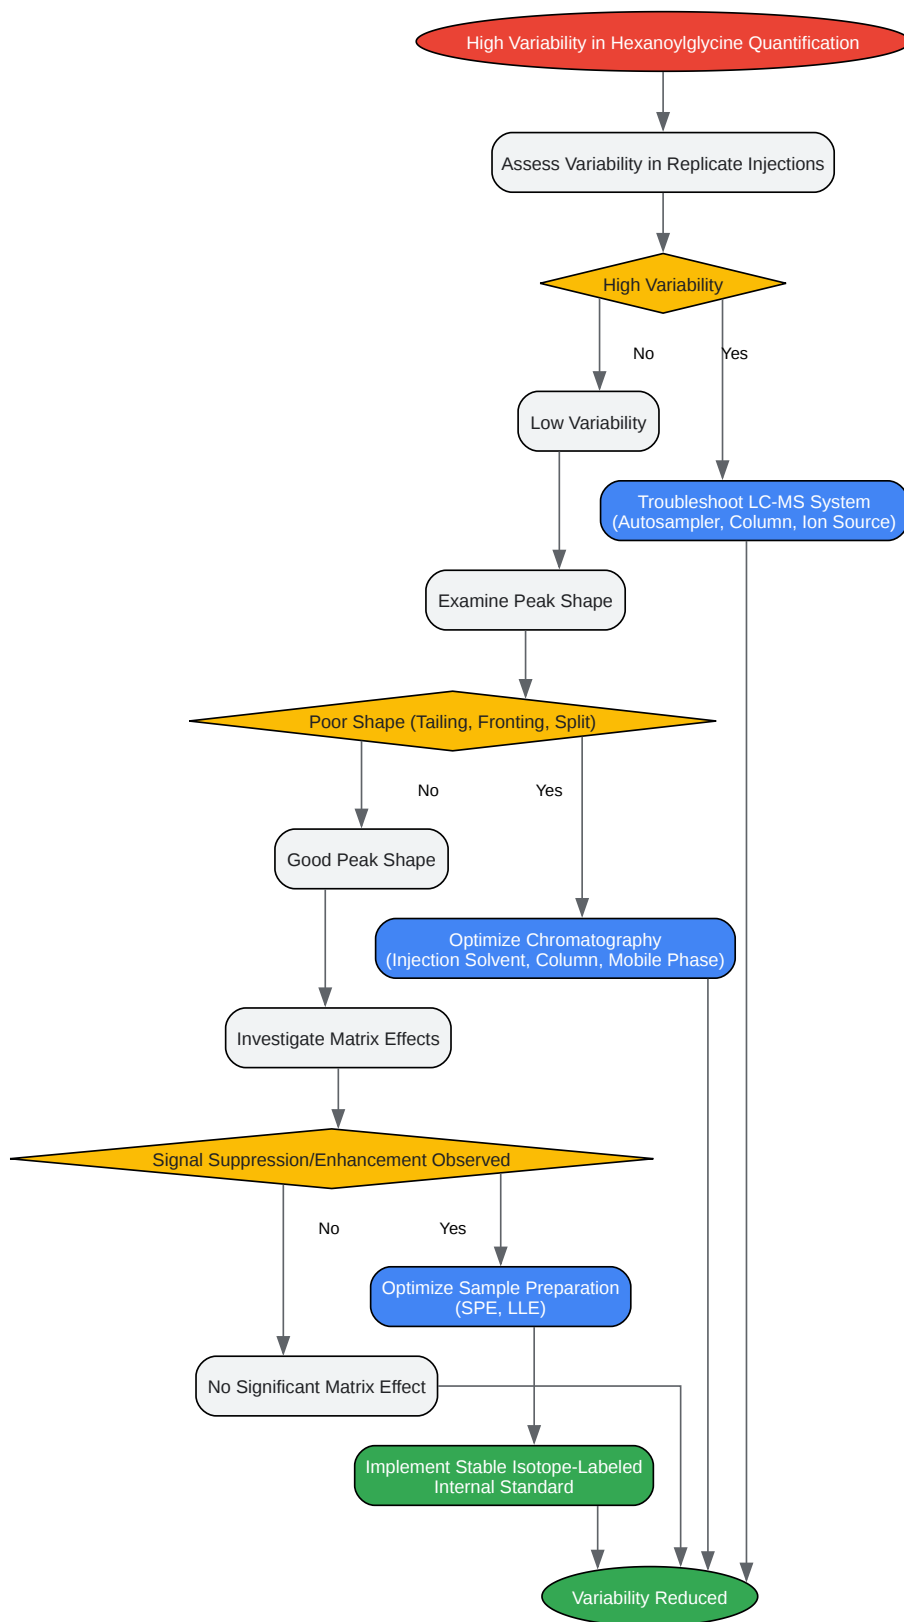 High Variability in Hexanoylglycine Quantification
Assess Variability in Replicate Injections
High Variability
No
Yes
Low Variability
Troubleshoot LC-MS System
(Autosampler, Column, Ion Source)
Examine Peak Shape
Poor Shape (Tailing, Fronting, Split)
No
Yes
Good Peak Shape
Optimize Chromatography
(Injection Solvent, Column, Mobile Phase)
Investigate Matrix Effects
Signal Suppression/Enhancement Observed
No
Yes
Optimize Sample Preparation
(SPE, LLE)
No Significant Matrix Effect
Implement Stable Isotope-Labeled
Internal Standard
Variability Reduced